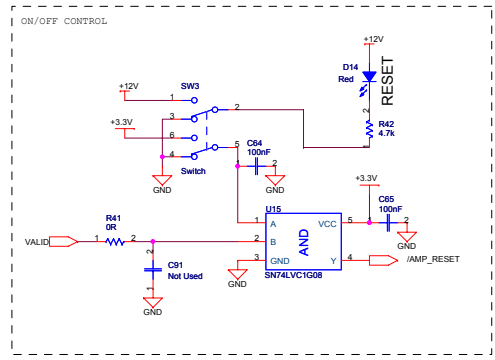 ON/OFF CONTROL
+12V
D14
Red
RESET
2
R42
4.7k
1
+12V
SW3
1
2
3
+3.3V
6
5
4
Switch
GND
C64
100nF
1
2
GND
+3.3V
C65
100nF
1
2
GND
U15
1
A
VCC
5
R41
0R
VALID
1
2
2
B
AND
3
GND
Y
4
/AMP_RESET
SN74LVC1G08
GND
2
C91
Not Used
1
GND